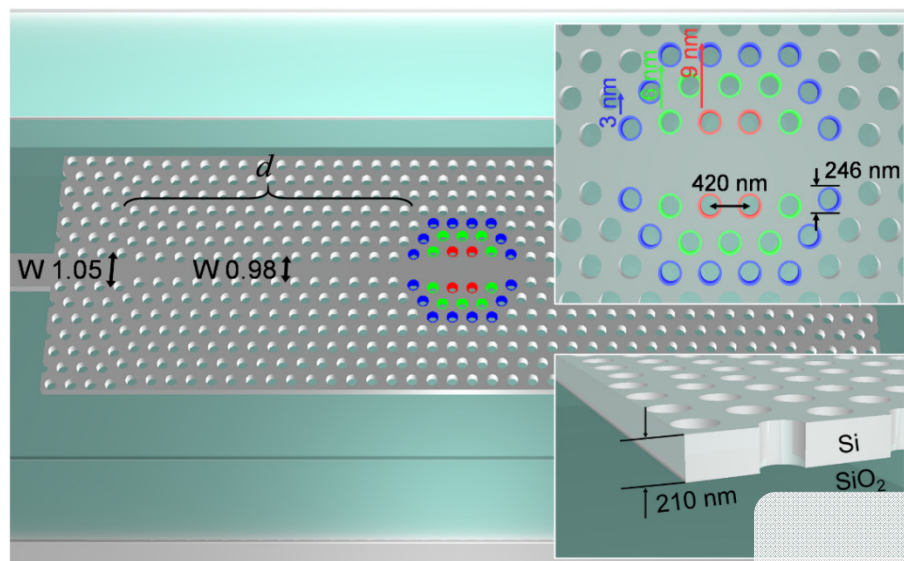 d
W 1.05
W 0.98
3 nm
6 nm
9 nm
420 nm
246 nm
Si
SiO₂
210 nm